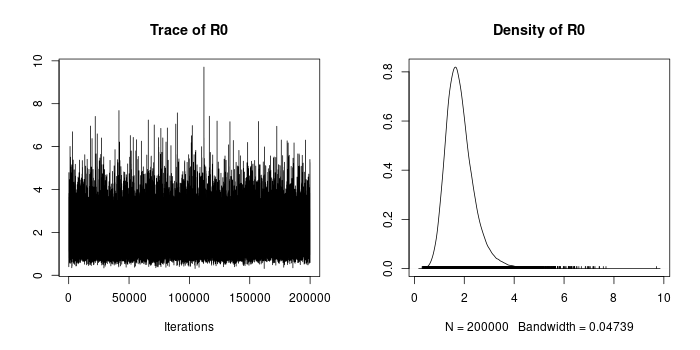 Trace of R0
10
8
6
4
2
0
0 50000 100000 150000 200000
Iterations
Density of R0
0.8
0.6
0.4
0.2
0.0
0 2 4 6 8 10
N = 200000 Bandwidth = 0.04739